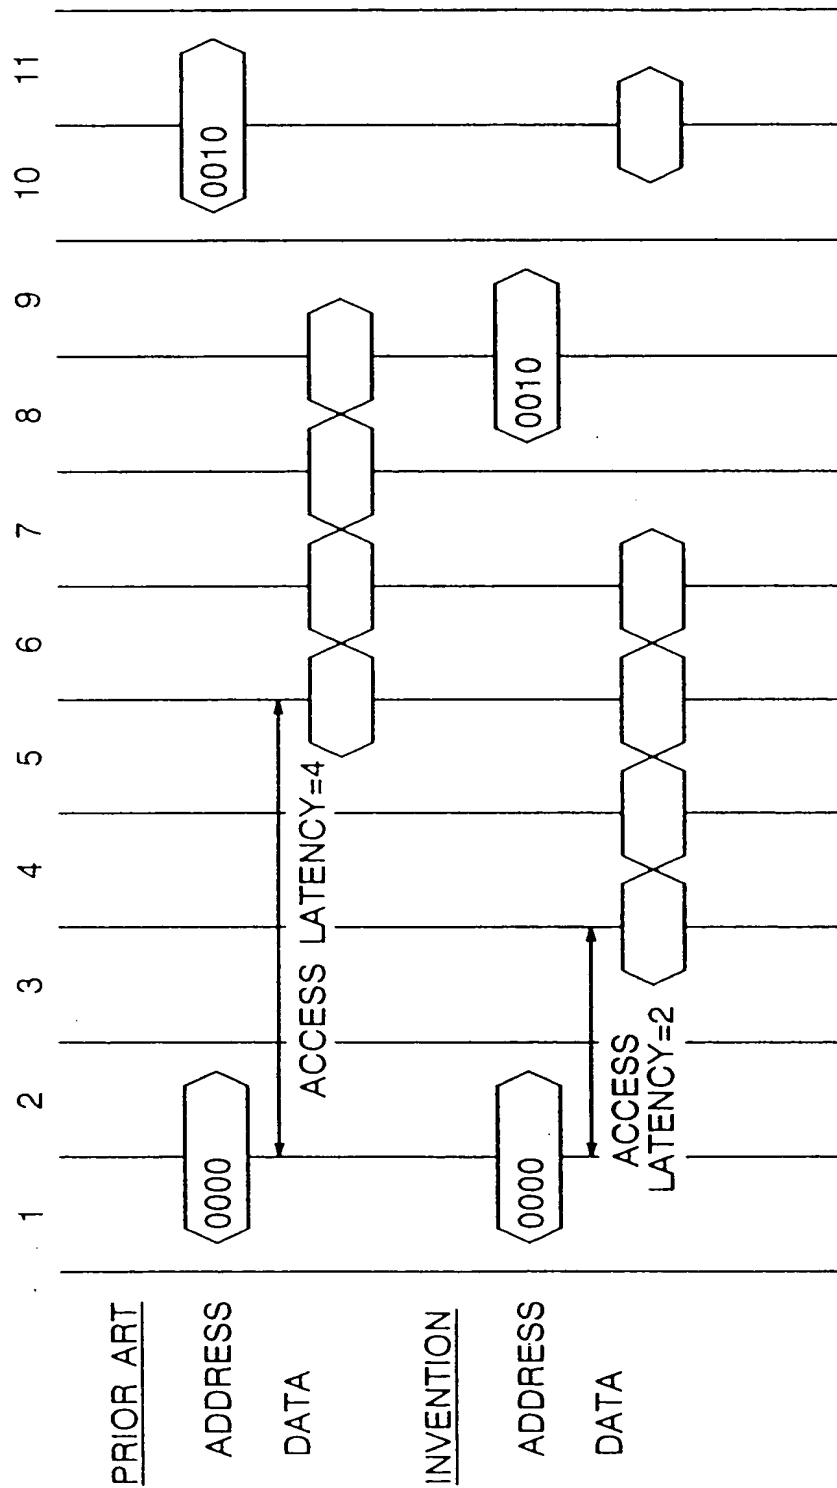 1 2 3 4 5 6 7 8 9 10 11
PRIOR ART
ADDRESS
0000
0010
DATA
ACCESS LATENCY=4
INVENTION
ADDRESS
0000
0010
DATA
ACCESS
LATENCY=2